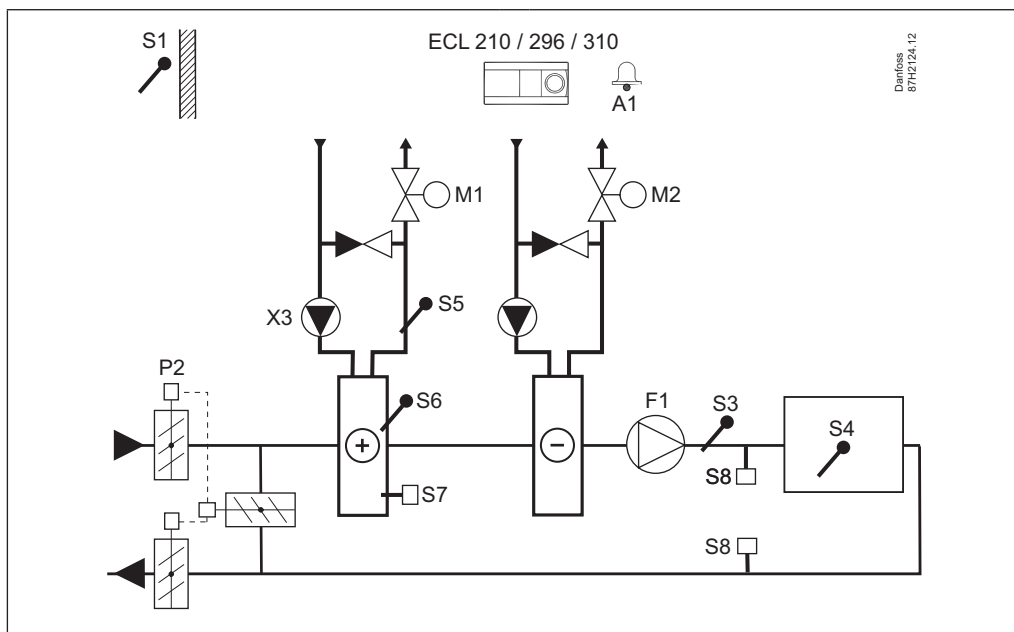 S1
ECL 210 / 296 / 310
A1
Danfoss
87H2124.12
M1
M2
S5
X3
P2
S6
F1
S3
S4
S8
S7
S8